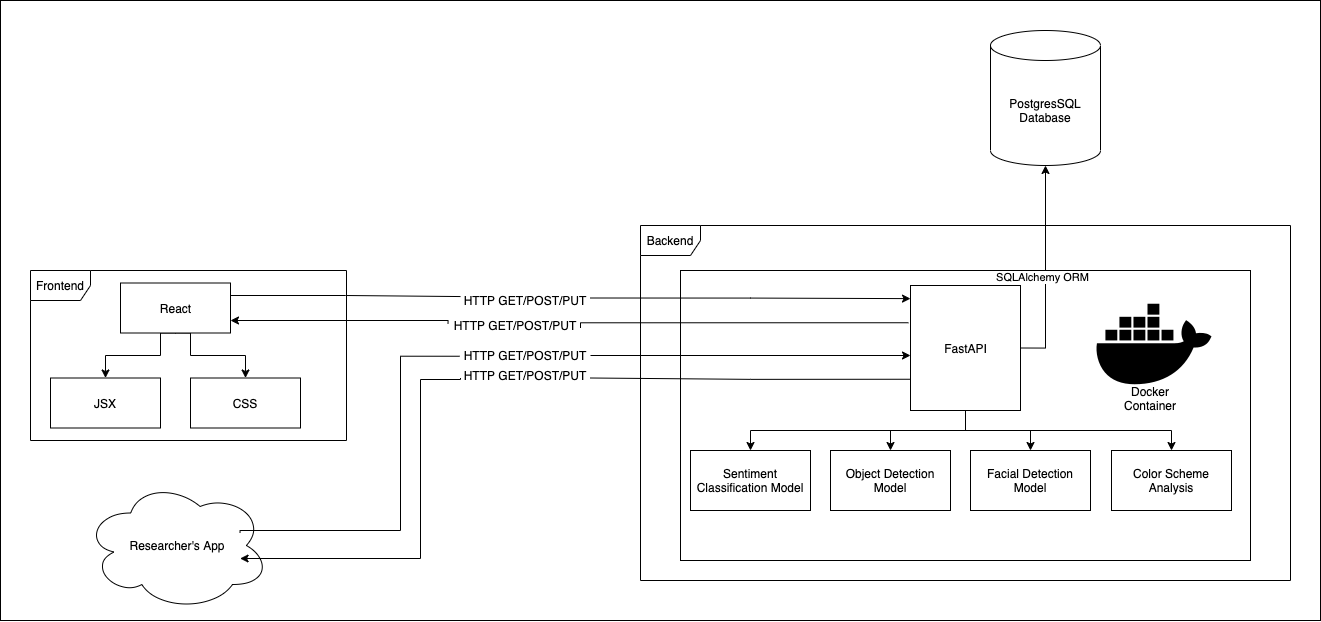 PostgresSQL
Database
Backend
SQLAlchemy ORM
Frontend
React
HTTP GET/POST/PUT
HTTP GET/POST/PUT
HTTP GET/POST/PUT
HTTP GET/POST/PUT
FastAPI
Docker
Container
JSX
CSS
Sentiment
Classification Model
Object Detection
Model
Facial Detection
Model
Color Scheme
Analysis
Researcher's App